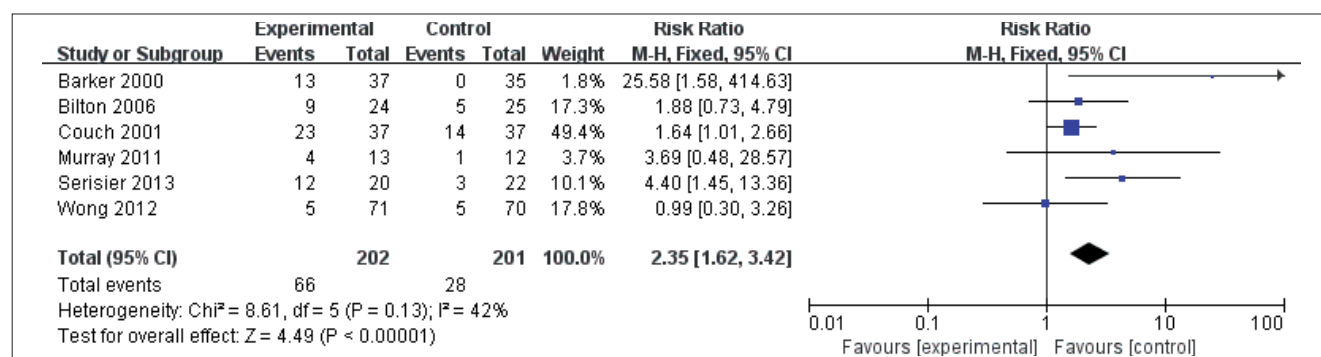 Experimental Control Risk Ratio Risk Ratio
Study or Subgroup Events Total Events Total Weight M-H, Fixed, 95% CI M-H, Fixed, 95% CI
Barker 2000 13 37 0 35 1.8% 25.58 [1.58, 414.63]
Bilton 2006 9 24 5 25 17.3% 1.88 [0.73, 4.79]
Couch 2001 23 37 14 37 49.4% 1.64 [1.01, 2.66]
Murray 2011 4 13 1 12 3.7% 3.69 [0.48, 28.57]
Serisier 2013 12 20 3 22 10.1% 4.40 [1.45, 13.36]
Wong 2012 5 71 5 70 17.8% 0.99 [0.30, 3.26]
Total (95% CI) 202 201 100.0% 2.35 [1.62, 3.42]
Total events 66 28
Heterogeneity: Chi² = 8.61, df = 5 (P = 0.13); I² = 42%
Test for overall effect: Z = 4.49 (P < 0.00001)
0.01 0.1 1 10 100
Favours [experimental] Favours [control]